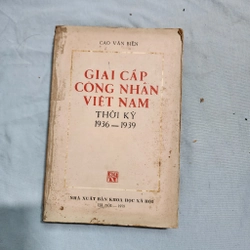 CAO VĂN BIỀN
GIAI CẤP
CÔNG NHÂN
VIỆT NAM
THỜI KỲ
1936 — 1939
NHÀ XUẤT BẢN KHOA HỌC XÃ HỘI